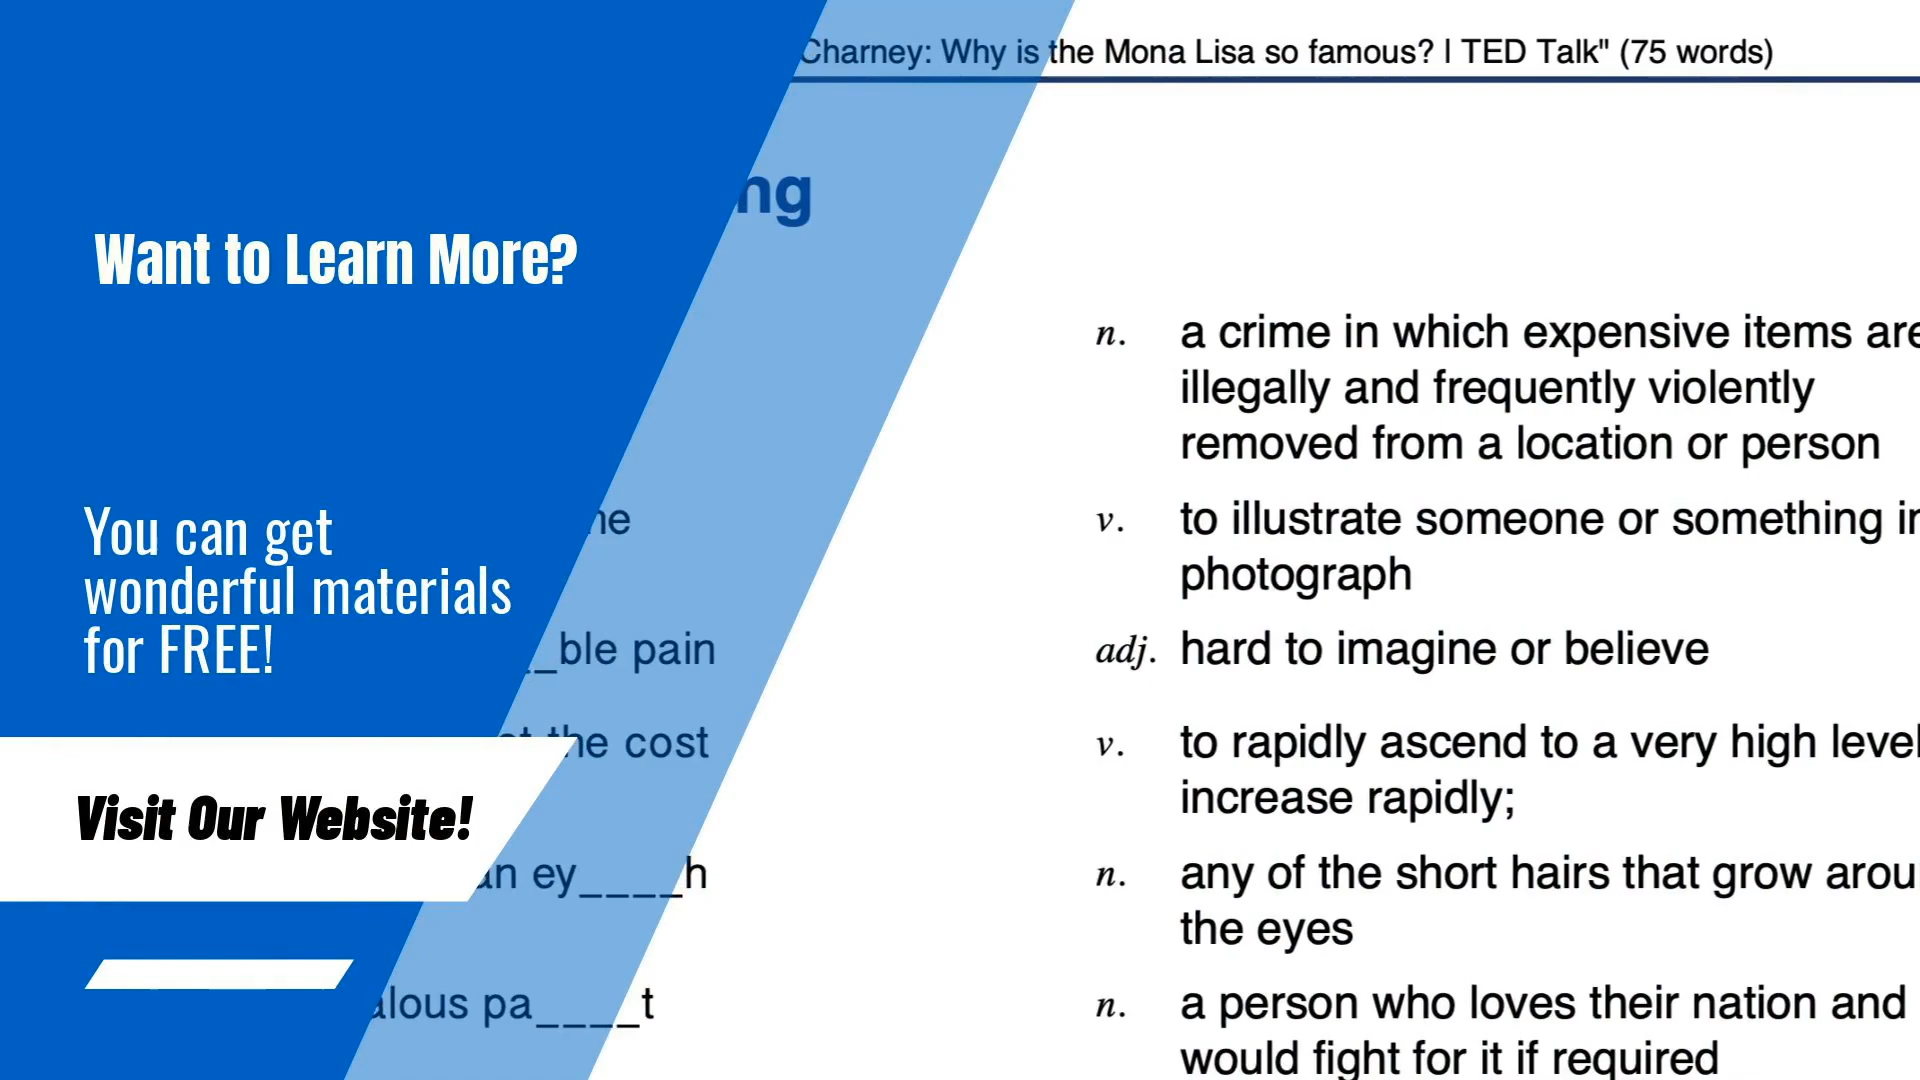 Charney: Why is the Mona Lisa so famous? | TED Talk" (75 words)
Want to Learn More?
You can get
wonderful materials
for FREE!
Visit Our Website!
ng
n. a crime in which expensive items are
illegally and frequently violently
removed from a location or person
he v. to illustrate someone or something in
photograph
_ble pain adj. hard to imagine or believe
the cost v. to rapidly ascend to a very high level
increase rapidly;
an ey____h n. any of the short hairs that grow arou
the eyes
alous pa____t n. a person who loves their nation and
would fight for it if required